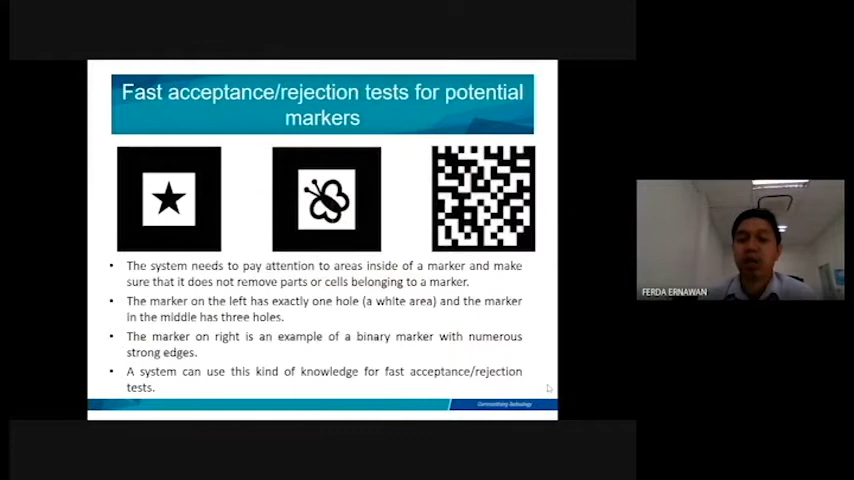 Fast acceptance/rejection tests for potential
markers
• The system needs to pay attention to areas inside of a marker and make
sure that it does not remove parts or cells belonging to a marker.
• The marker on the left has exactly one hole (a white area) and the marker
in the middle has three holes.
• The marker on right is an example of a binary marker with numerous
strong edges.
• A system can use this kind of knowledge for fast acceptance/rejection
tests.
FERDA ERNAWAN